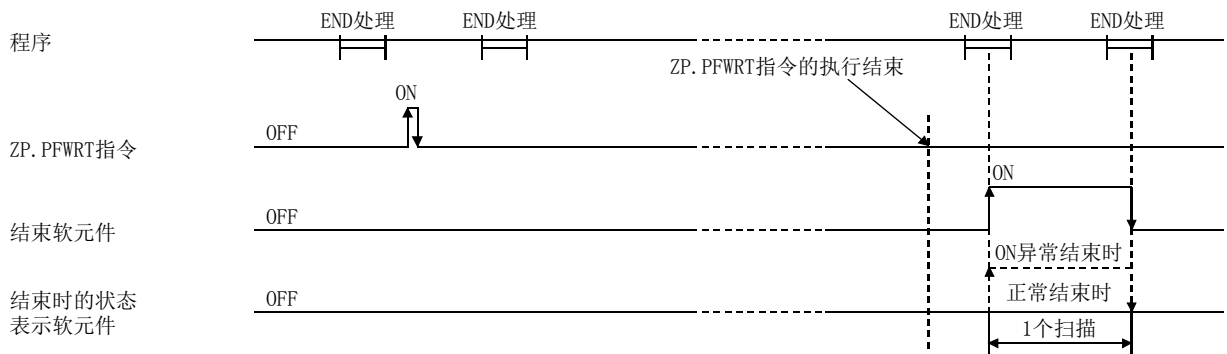 END处理
END处理
END处理
END处理
程序
ZP.PFWRT指令的执行结束
ON
OFF
ZP.PFWRT指令
ON
OFF
结束软元件
ON异常结束时
OFF
正常结束时
结束时的状态
表示软元件
1个扫描